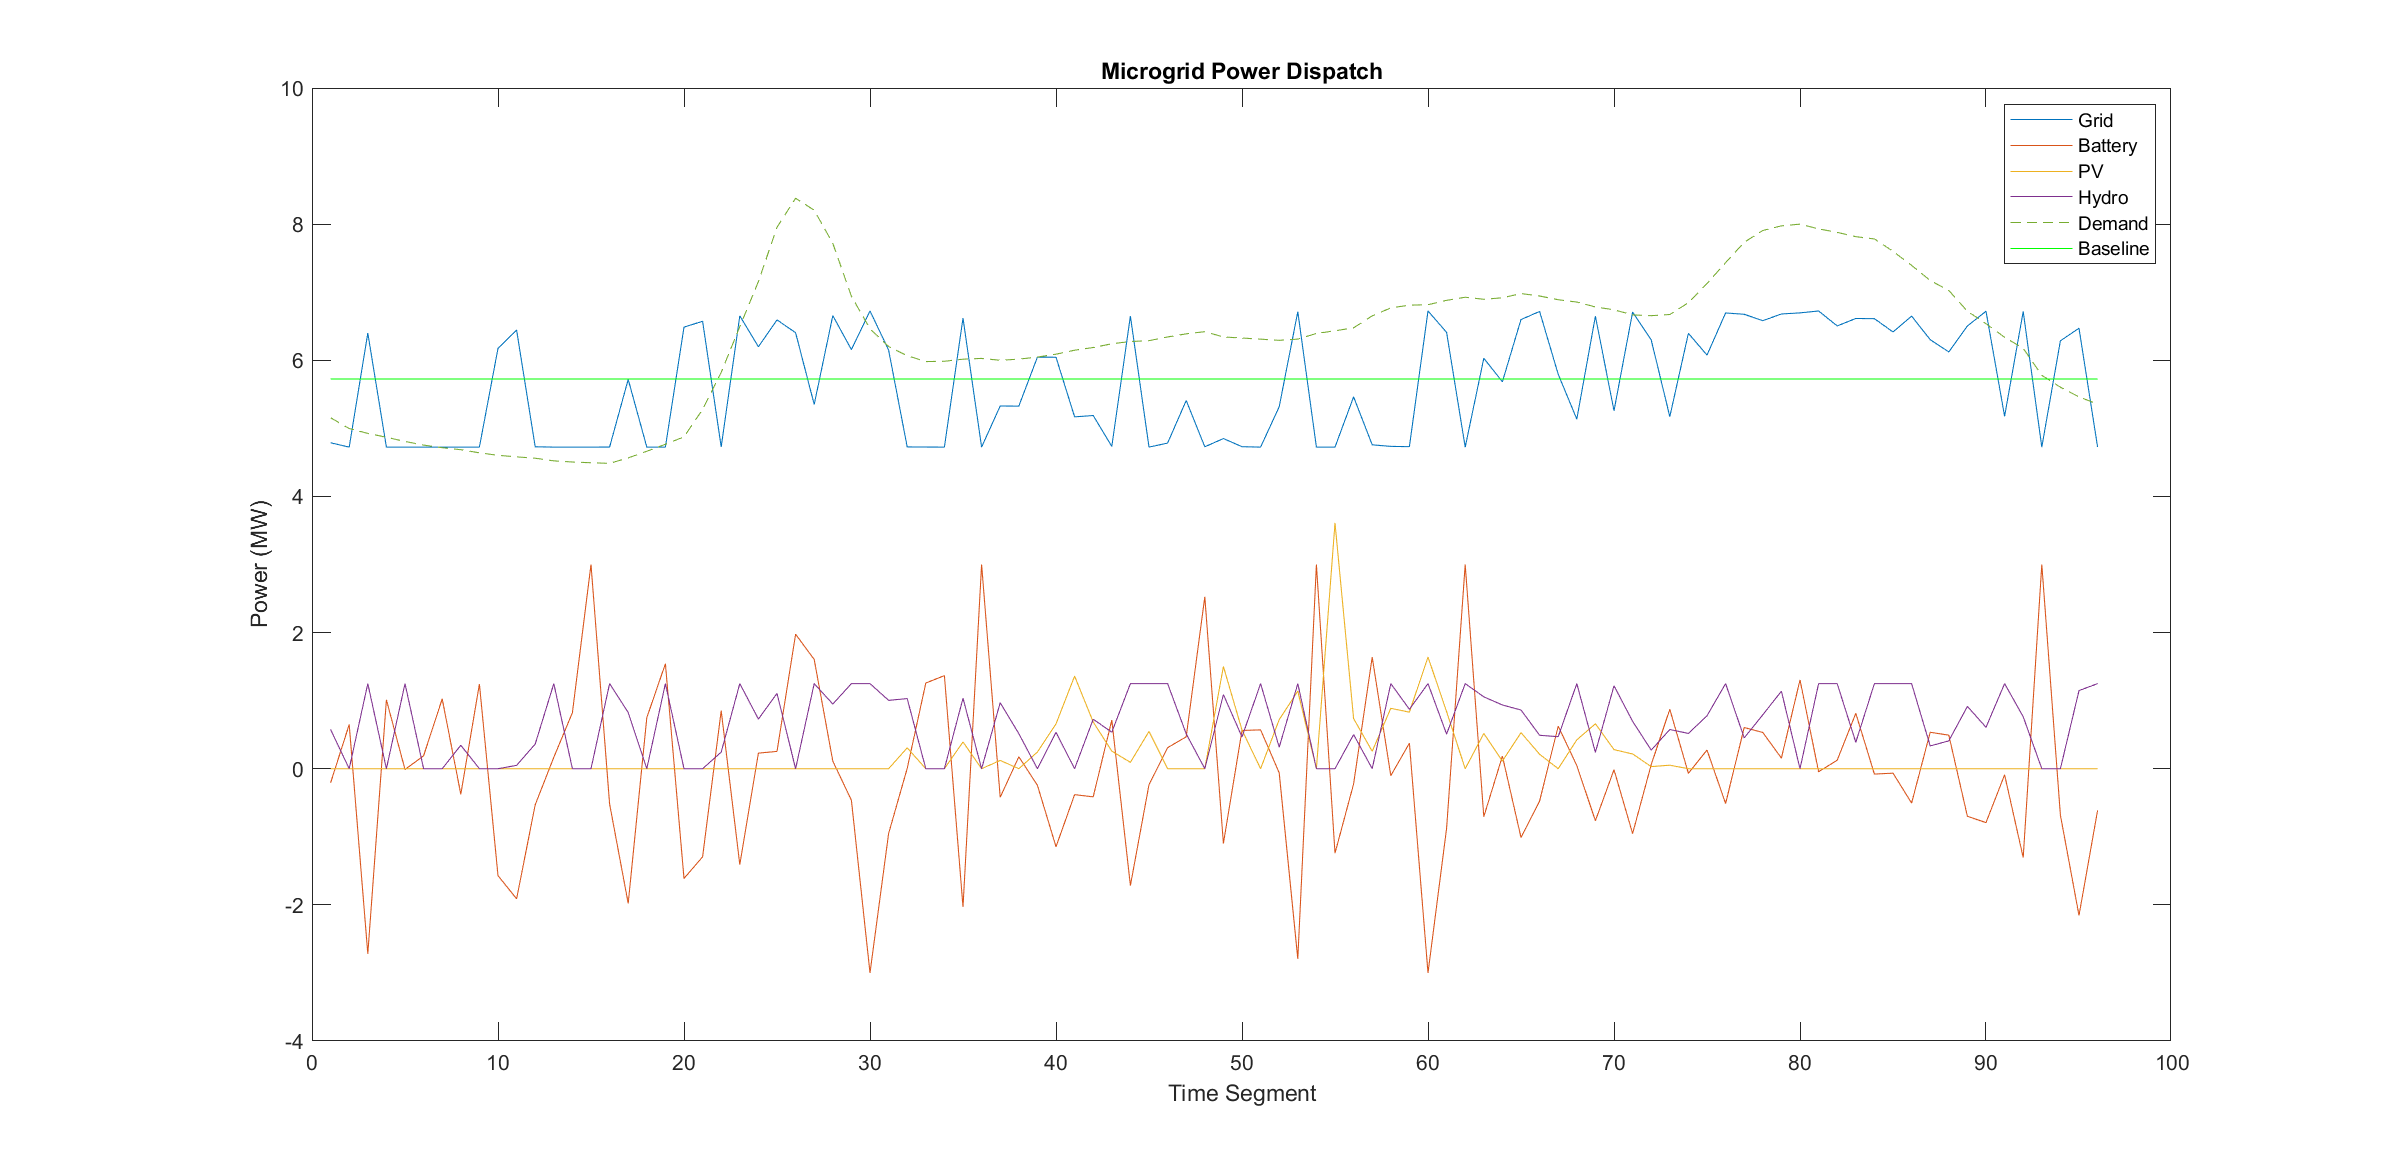 Microgrid Power Dispatch
10
8
6
4
2
0
-2
-4
Power (MW)
Grid
Battery
PV
Hydro
Demand
Baseline
0 10 20 30 40 50 60 70 80 90 100
Time Segment